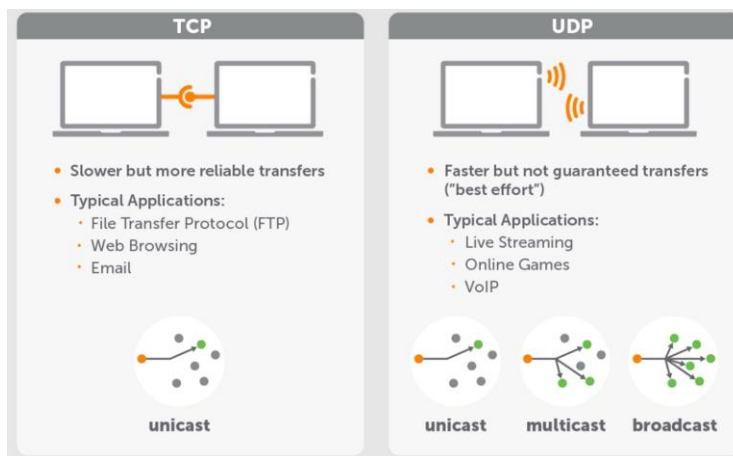 TCP
Slower but more reliable transfers
Typical Applications:
File Transfer Protocol (FTP)
Web Browsing
Email
unicast
UDP
Faster but not guaranteed transfers
("best effort")
Typical Applications:
Live Streaming
Online Games
VoIP
unicast
multicast
broadcast